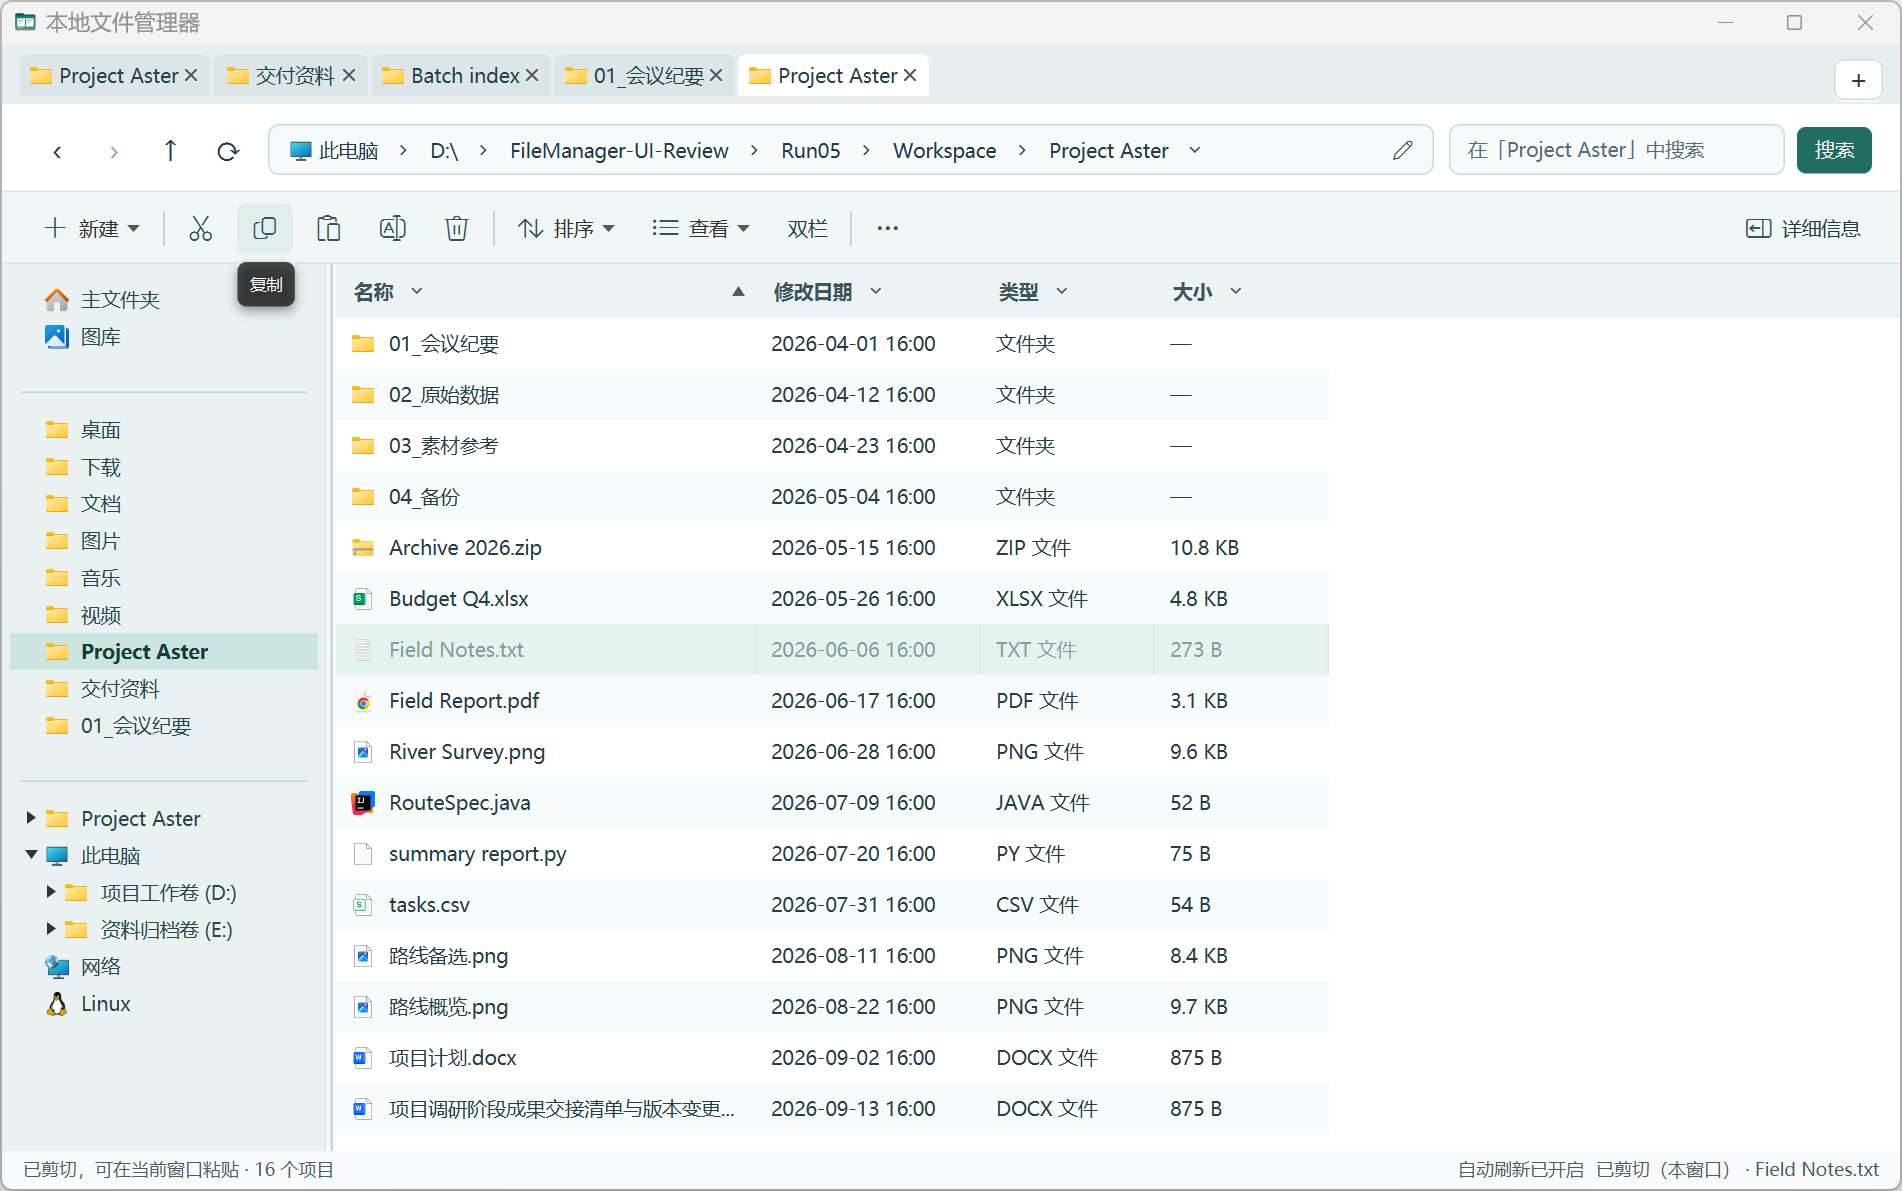 本地文件管理器
Project Aster 交付资料 Batch index 01_会议纪要 Project Aster
此电脑 D:\ FileManager-UI-Review Run05 Workspace Project Aster 在「Project Aster」中搜索 搜索
新建 排序 查看 双栏 详细信息
复制
主文件夹
图库
桌面
下载
文档
图片
音乐
视频
Project Aster
交付资料
01_会议纪要
Project Aster
此电脑
项目工作卷 (D:)
资料归档卷 (E:)
网络
Linux
名称 修改日期 类型 大小
01_会议纪要 2026-04-01 16:00 文件夹 —
02_原始数据 2026-04-12 16:00 文件夹 —
03_素材参考 2026-04-23 16:00 文件夹 —
04_备份 2026-05-04 16:00 文件夹 —
Archive 2026.zip 2026-05-15 16:00 ZIP 文件 10.8 KB
Budget Q4.xlsx 2026-05-26 16:00 XLSX 文件 4.8 KB
Field Notes.txt 2026-06-06 16:00 TXT 文件 273 B
Field Report.pdf 2026-06-17 16:00 PDF 文件 3.1 KB
River Survey.png 2026-06-28 16:00 PNG 文件 9.6 KB
RouteSpec.java 2026-07-09 16:00 JAVA 文件 52 B
summary report.py 2026-07-20 16:00 PY 文件 75 B
tasks.csv 2026-07-31 16:00 CSV 文件 54 B
路线备选.png 2026-08-11 16:00 PNG 文件 8.4 KB
路线概览.png 2026-08-22 16:00 PNG 文件 9.7 KB
项目计划.docx 2026-09-02 16:00 DOCX 文件 875 B
项目调研阶段成果交接清单与版本变更... 2026-09-13 16:00 DOCX 文件 875 B
已剪切，可在当前窗口粘贴 · 16 个项目
自动刷新已开启 已剪切（本窗口） · Field Notes.txt